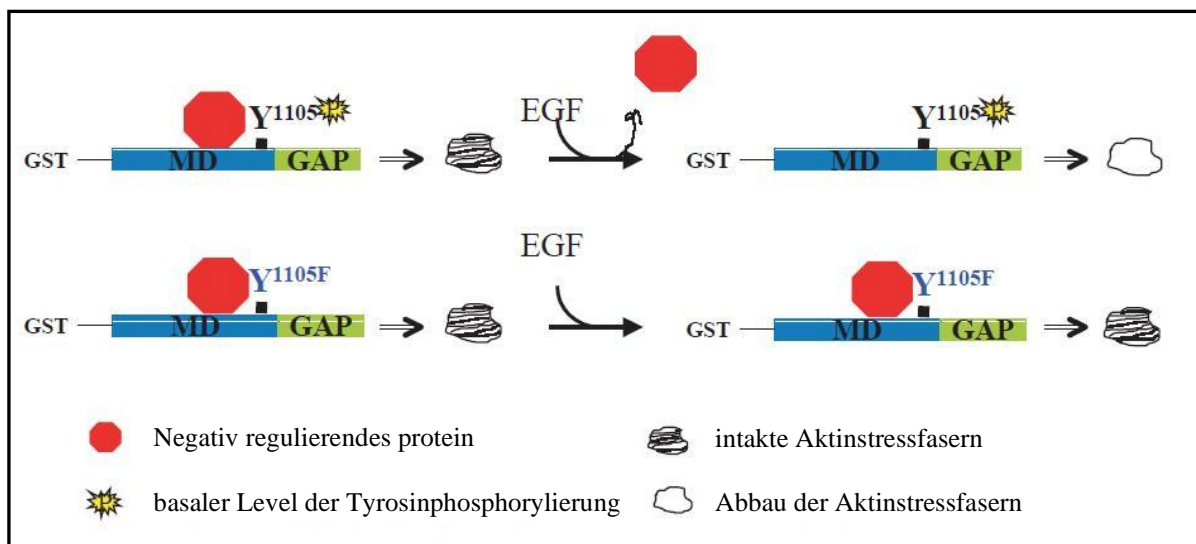 Y1105 P EGF Y1105 P
GST MD GAP GST MD GAP
EGF
Y1105F Y1105F
GST MD GAP GST MD GAP
Negativ regulierendes protein intakte Aktinstressfasern
P basaler Level der Tyrosinphosphorylierung Abbau der Aktinstressfasern